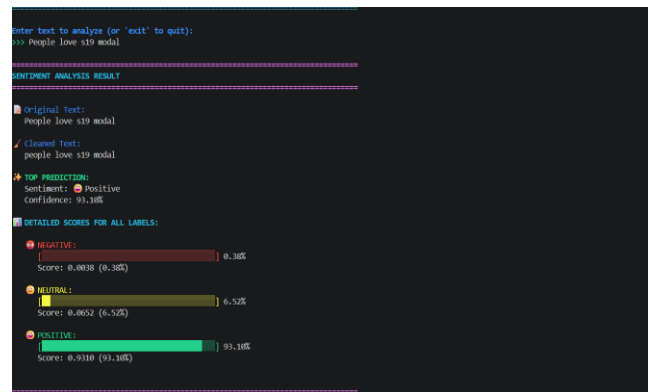 Enter text to analyze (or 'exit' to quit):
>>> People love s19 modal
SENTIMENT ANALYSIS RESULT
Original Text:
People love s19 modal
Cleaned Text:
people love s19 modal
TOP PREDICTION:
Sentiment: Positive
Confidence: 93.10%
DETAILED SCORES FOR ALL LABELS:
NEGATIVE:
[ ] 0.38%
Score: 0.0038 (0.38%)
NEUTRAL:
[ ] 6.52%
Score: 0.0652 (6.52%)
POSITIVE:
[ ] 93.10%
Score: 0.9310 (93.10%)